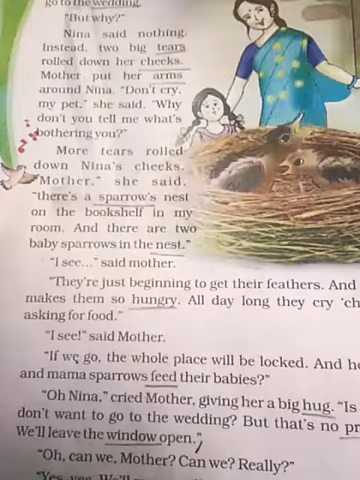 go to the wedding.
"But why?"
Nina said nothing.
Instead, two big tears
rolled down her cheeks.
Mother put her arms
around Nina. "Don't cry,
my pet," she said. "Why
don't you tell me what's
bothering you?"
More tears rolled
down Nina's cheeks.
"Mother," she said,
"there's a sparrow's nest
on the bookshelf in my
room. And there are two
baby sparrows in the nest."
"I see..." said mother.
"They're just beginning to get their feathers. And
makes them so hungry. All day long they cry 'ch
asking for food."
"I see!" said Mother.
"If we go, the whole place will be locked. And ho
and mama sparrows feed their babies?"
"Oh Nina," cried Mother, giving her a big hug. "Is
don't want to go to the wedding? But that's no pr
We'll leave the window open."
"Oh, can we, Mother? Can we? Really?"
"Yes, yes. We'll